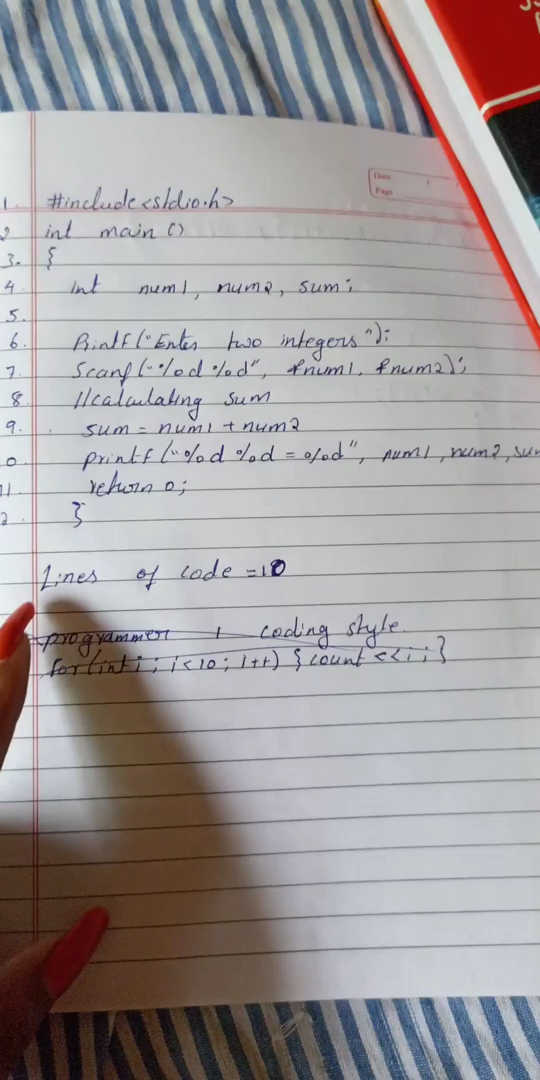 Date
Page
1. #include<stdio.h>
2 int main()
3. {
4. int num1, num2, sum;
5.
6. Printf("Enter two integers");
7. Scanf("%d %d", &num1, &num2);
8. //calculating sum
9. sum = num1 + num2
0 printf("%d %d = %d", num1, num2, sum
11. return 0;
2. }
Lines of code = 10
programmer 1 coding style
for(int i; i<10; i++) { count <<i; }